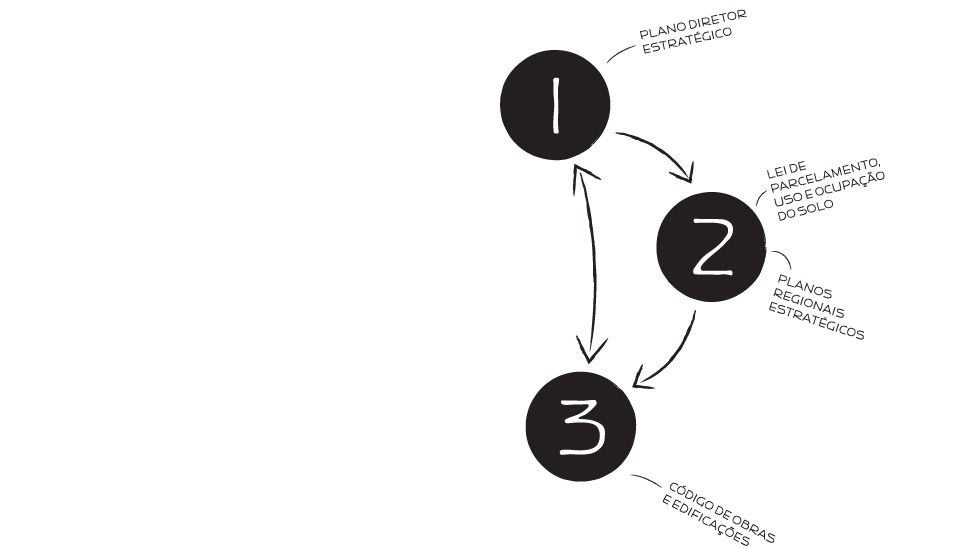 1
PLANO DIRETOR
ESTRATÉGICO
2
LEI DE
PARCELAMENTO,
USO E OCUPAÇÃO
DO SOLO
PLANOS
REGIONAIS
ESTRATÉGICOS
3
CÓDIGO DE OBRAS
E EDIFICAÇÕES